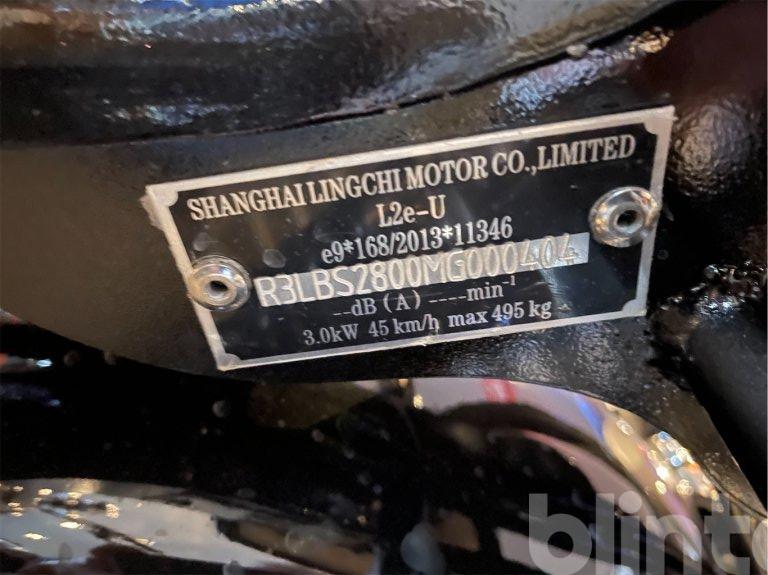 SHANGHAI LINGCHI MOTOR CO.,LIMITED
L2e-U
e9*168/2013*11346
R3LBS2800MG000404
--dB (A) ----min⁻¹
3.0kW 45 km/h max 495 kg